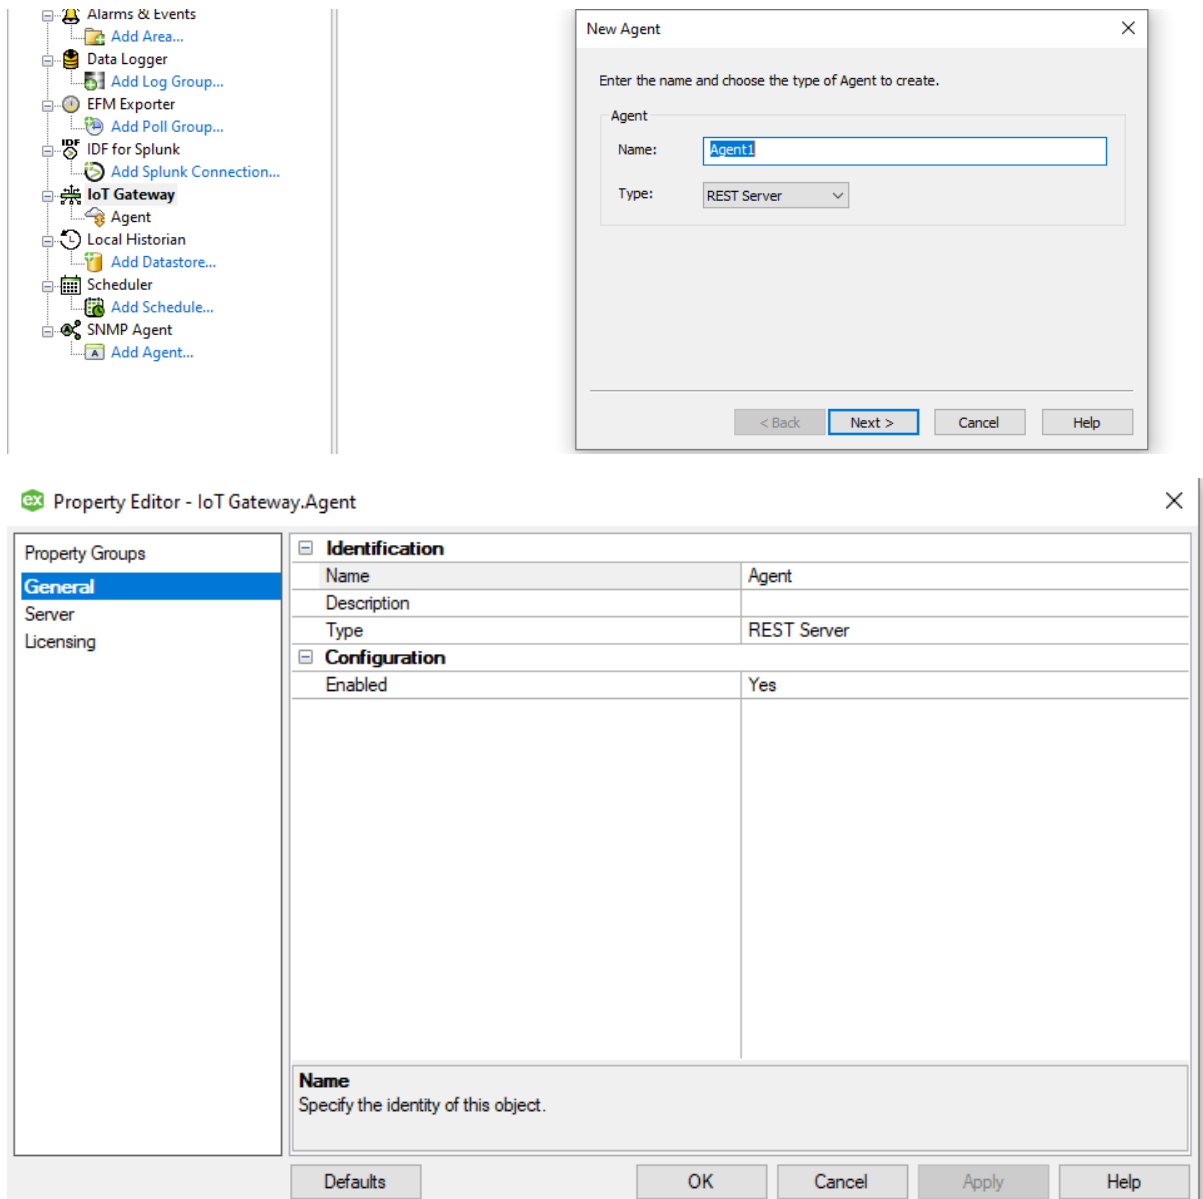 Alarms & Events
Add Area...
Data Logger
Add Log Group...
EFM Exporter
Add Poll Group...
IDF for Splunk
Add Splunk Connection...
IoT Gateway
Agent
Local Historian
Add Datastore...
Scheduler
Add Schedule...
SNMP Agent
Add Agent...
New Agent
Enter the name and choose the type of Agent to create.
Agent
Name: Agent1
Type: REST Server
< Back Next > Cancel Help
ex Property Editor - IoT Gateway.Agent
Property Groups
General
Server
Licensing
Identification
Name Agent
Description
Type REST Server
Configuration
Enabled Yes
Name
Specify the identity of this object.
Defaults OK Cancel Apply Help